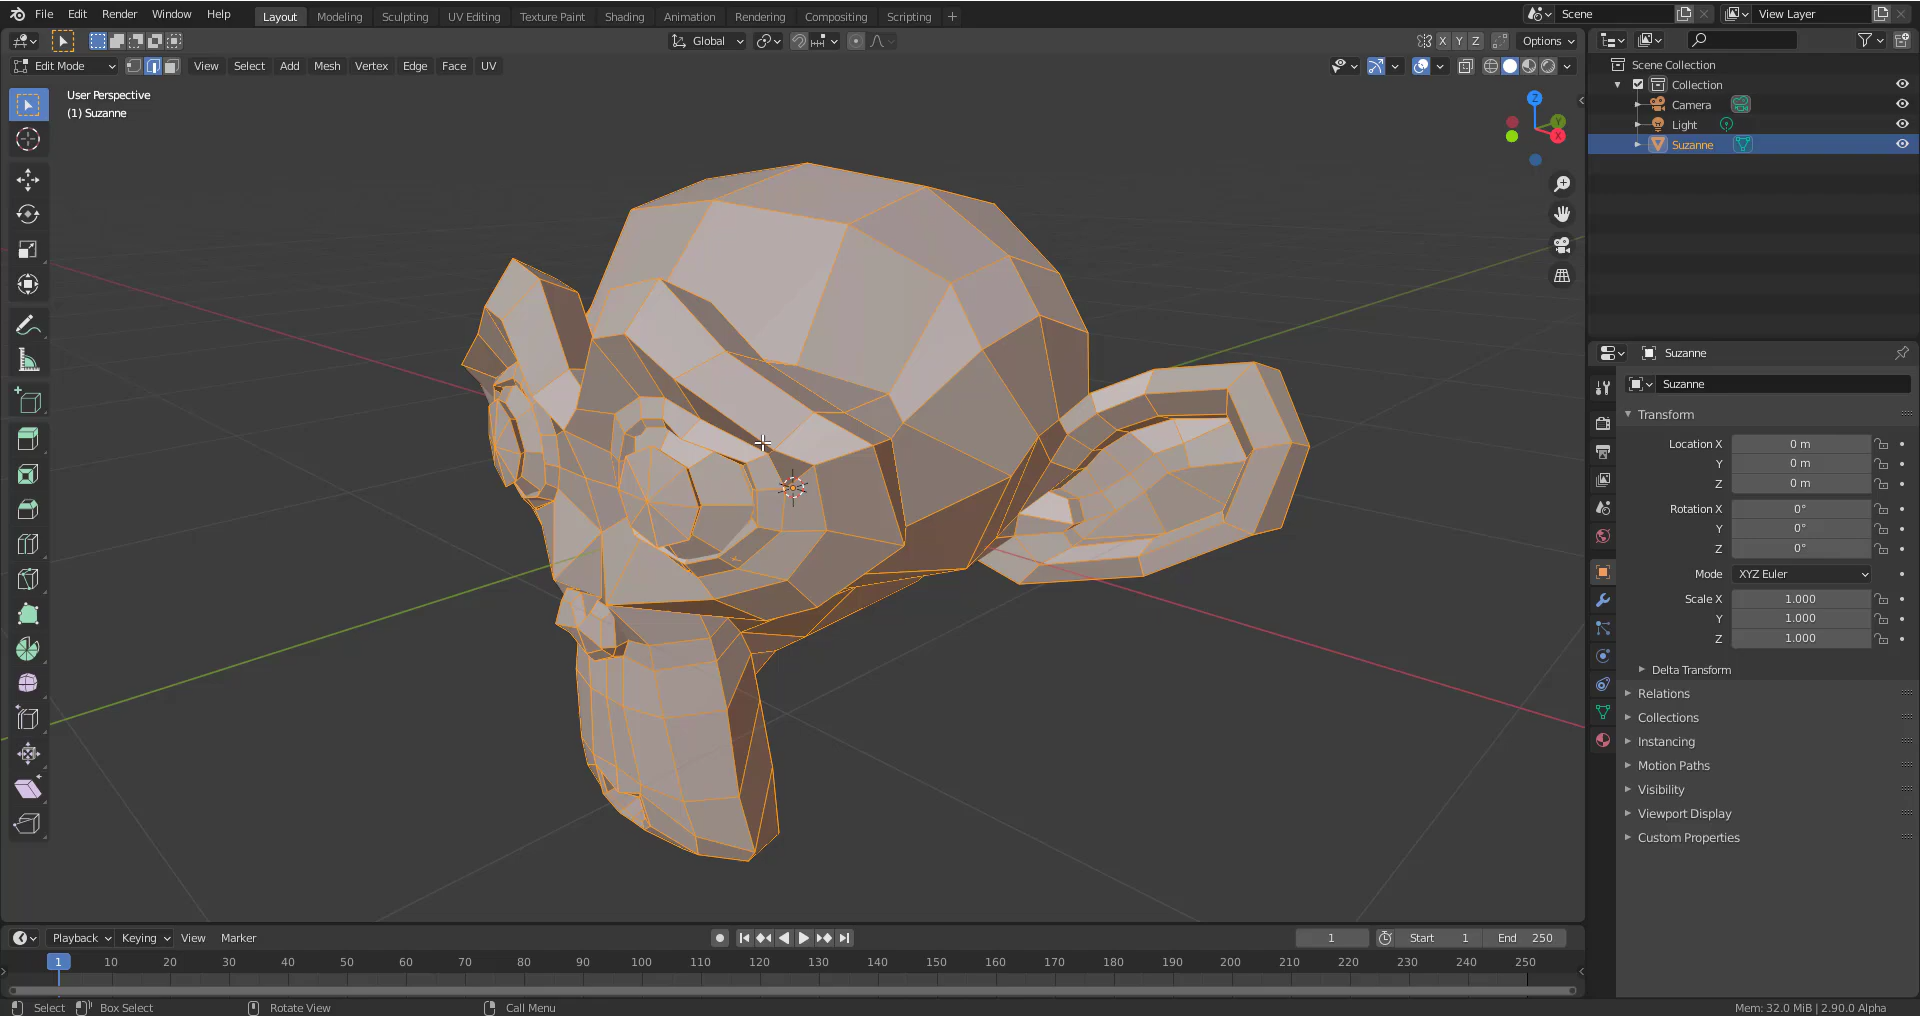 File Edit Render Window Help Layout Modeling Sculpting UV Editing Texture Paint Shading Animation Rendering Compositing Scripting + Scene View Layer
Global X Y Z Options
Edit Mode View Select Add Mesh Vertex Edge Face UV
User Perspective
(1) Suzanne
Z
Y
X
Scene Collection
Collection
Camera
Light
Suzanne
Suzanne
Suzanne
Transform
Location X 0 m
Y 0 m
Z 0 m
Rotation X 0°
Y 0°
Z 0°
Mode XYZ Euler
Scale X 1.000
Y 1.000
Z 1.000
Delta Transform
Relations
Collections
Instancing
Motion Paths
Visibility
Viewport Display
Custom Properties
Playback Keying View Marker 1 Start 1 End 250
1 10 20 30 40 50 60 70 80 90 100 110 120 130 140 150 160 170 180 190 200 210 220 230 240 250
Select Box Select Rotate View Call Menu Mem: 32.0 MiB | 2.90.0 Alpha